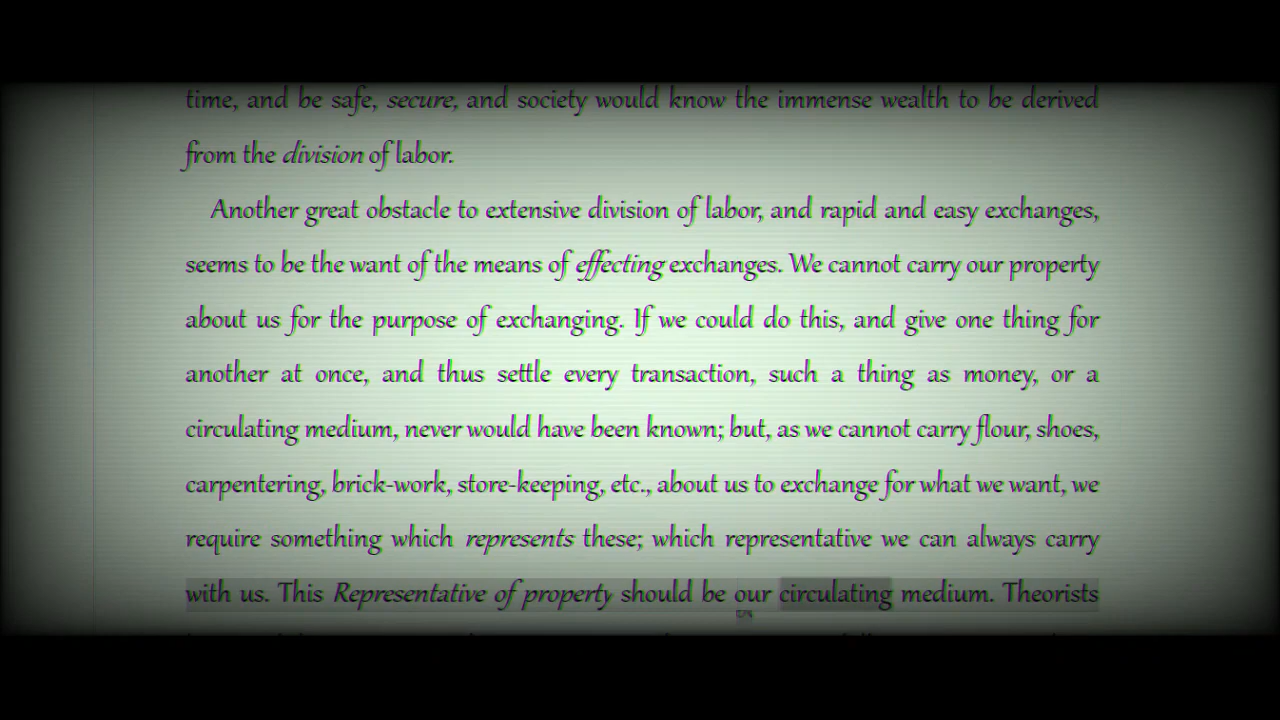 time, and be safe, secure, and society would know the immense wealth to be derived
from the division of labor.
Another great obstacle to extensive division of labor, and rapid and easy exchanges,
seems to be the want of the means of effecting exchanges. We cannot carry our property
about us for the purpose of exchanging. If we could do this, and give one thing for
another at once, and thus settle every transaction, such a thing as money, or a
circulating medium, never would have been known; but, as we cannot carry flour, shoes,
carpentering, brick-work, store-keeping, etc., about us to exchange for what we want, we
require something which represents these; which representative we can always carry
with us. This Representative of property should be our circulating medium. Theorists